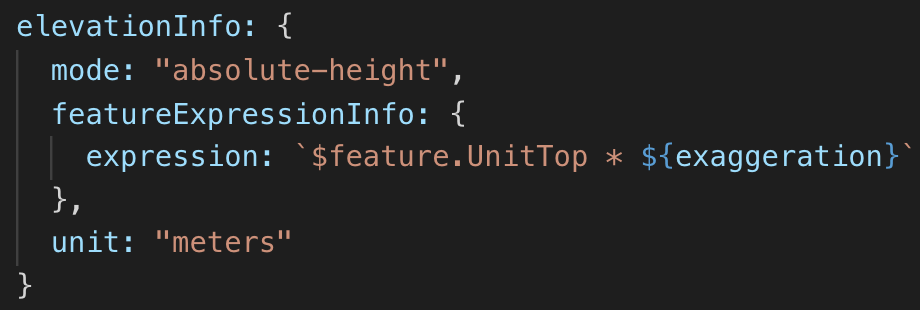 elevationInfo: {
  mode: "absolute-height",
  featureExpressionInfo: {
    expression: `$feature.UnitTop * ${exaggeration}`
  },
  unit: "meters"
}